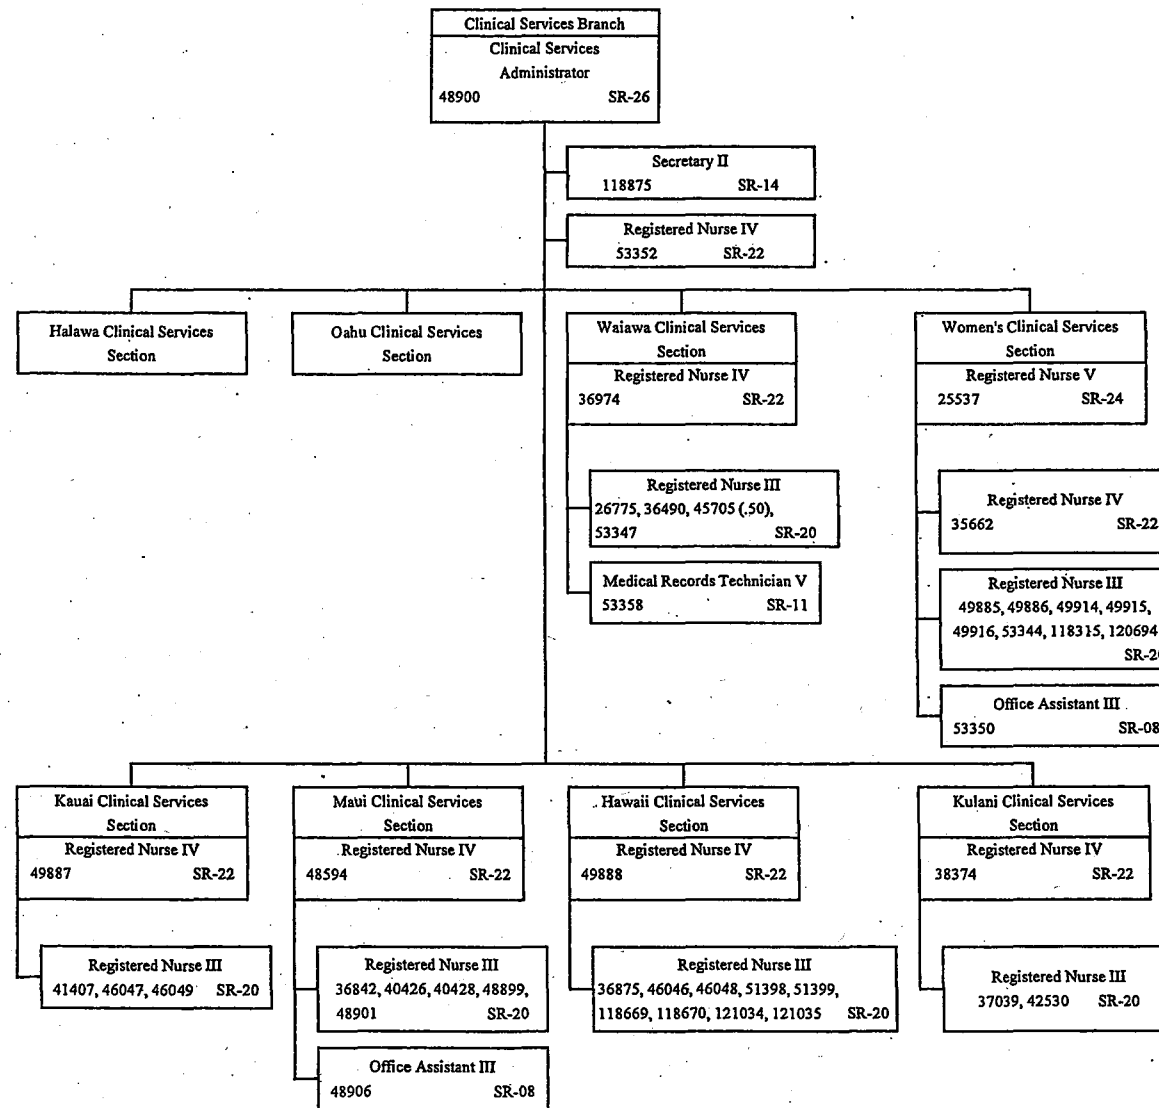 Clinical Services Branch
Clinical Services
Administrator
48900 SR-26
Secretary II
118875 SR-14
Registered Nurse IV
53352 SR-22
Halawa Clinical Services
Section
Oahu Clinical Services
Section
Waiawa Clinical Services
Section
Registered Nurse IV
36974 SR-22
Registered Nurse III
26775, 36490, 45705 (.50),
53347 SR-20
Medical Records Technician V
53358 SR-11
Women's Clinical Services
Section
Registered Nurse V
25537 SR-24
Registered Nurse IV
35662 SR-22
Registered Nurse III
49885, 49886, 49914, 49915,
49916, 53344, 118315, 120694
Office Assistant III
53350 SR-08
Kauai Clinical Services
Section
Registered Nurse IV
49887 SR-22
Registered Nurse III
41407, 46047, 46049 SR-20
Maui Clinical Services
Section
Registered Nurse IV
48594 SR-22
Registered Nurse III
36842, 40426, 40428, 48899,
48901 SR-20
Office Assistant III
48906 SR-08
Hawaii Clinical Services
Section
Registered Nurse IV
49888 SR-22
Registered Nurse III
36875, 46046, 46048, 51398, 51399,
118669, 118670, 121034, 121035 SR-20
Kulani Clinical Services
Section
Registered Nurse IV
38374 SR-22
Registered Nurse III
37039, 42530 SR-20